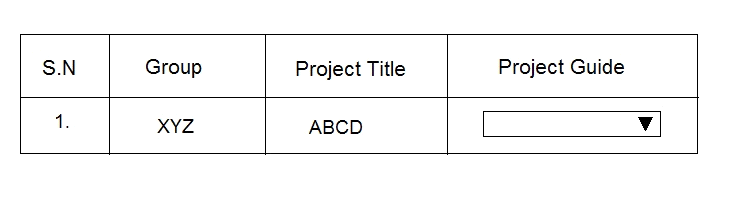 S.N Group Project Title Project Guide
1. XYZ ABCD